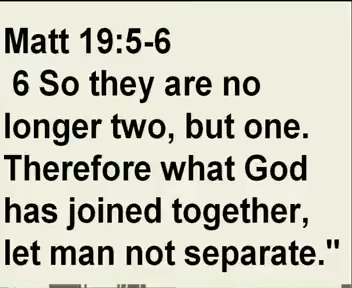 Matt 19:5-6
6 So they are no
longer two, but one.
Therefore what God
has joined together,
let man not separate."